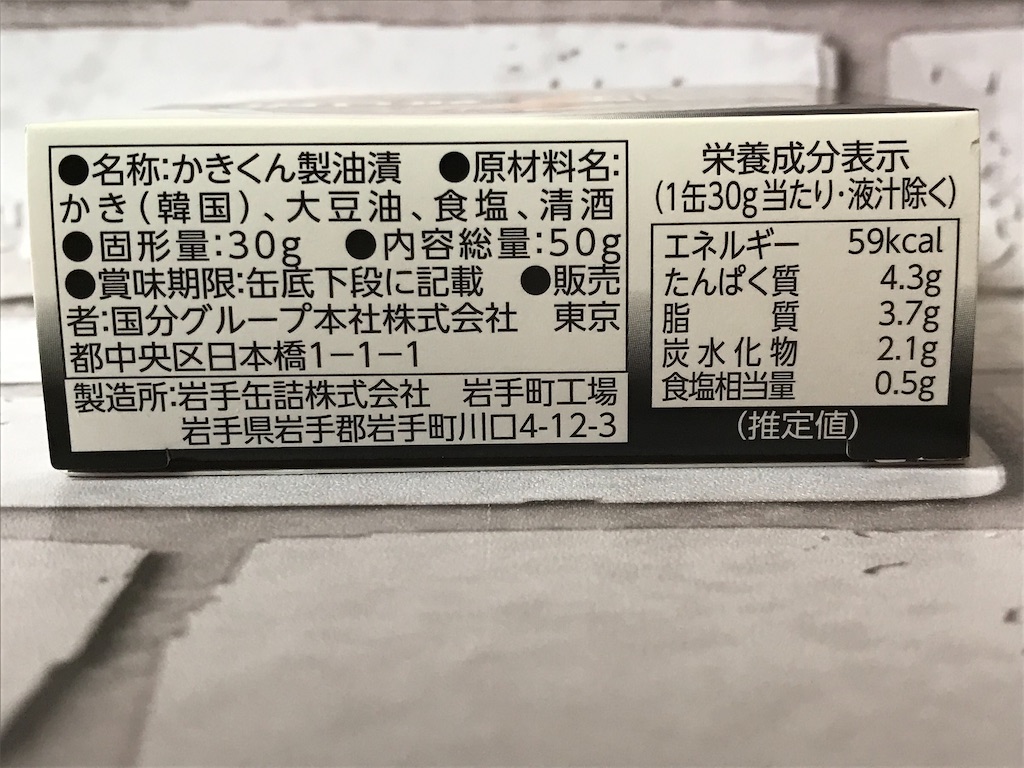 ●名称:かきくん製油漬　●原材料名:
かき(韓国)、大豆油、食塩、清酒
●固形量:30g　●内容総量:50g
●賞味期限:缶底下段に記載　●販売
者:国分グループ本社株式会社　東京
都中央区日本橋1－1－1
製造所:岩手缶詰株式会社　岩手町工場
岩手県岩手郡岩手町川口4-12-3
栄養成分表示
(1缶30g当たり・液汁除く)
エネルギー 59kcal
たんぱく質 4.3g
脂質 3.7g
炭水化物 2.1g
食塩相当量 0.5g
(推定値)